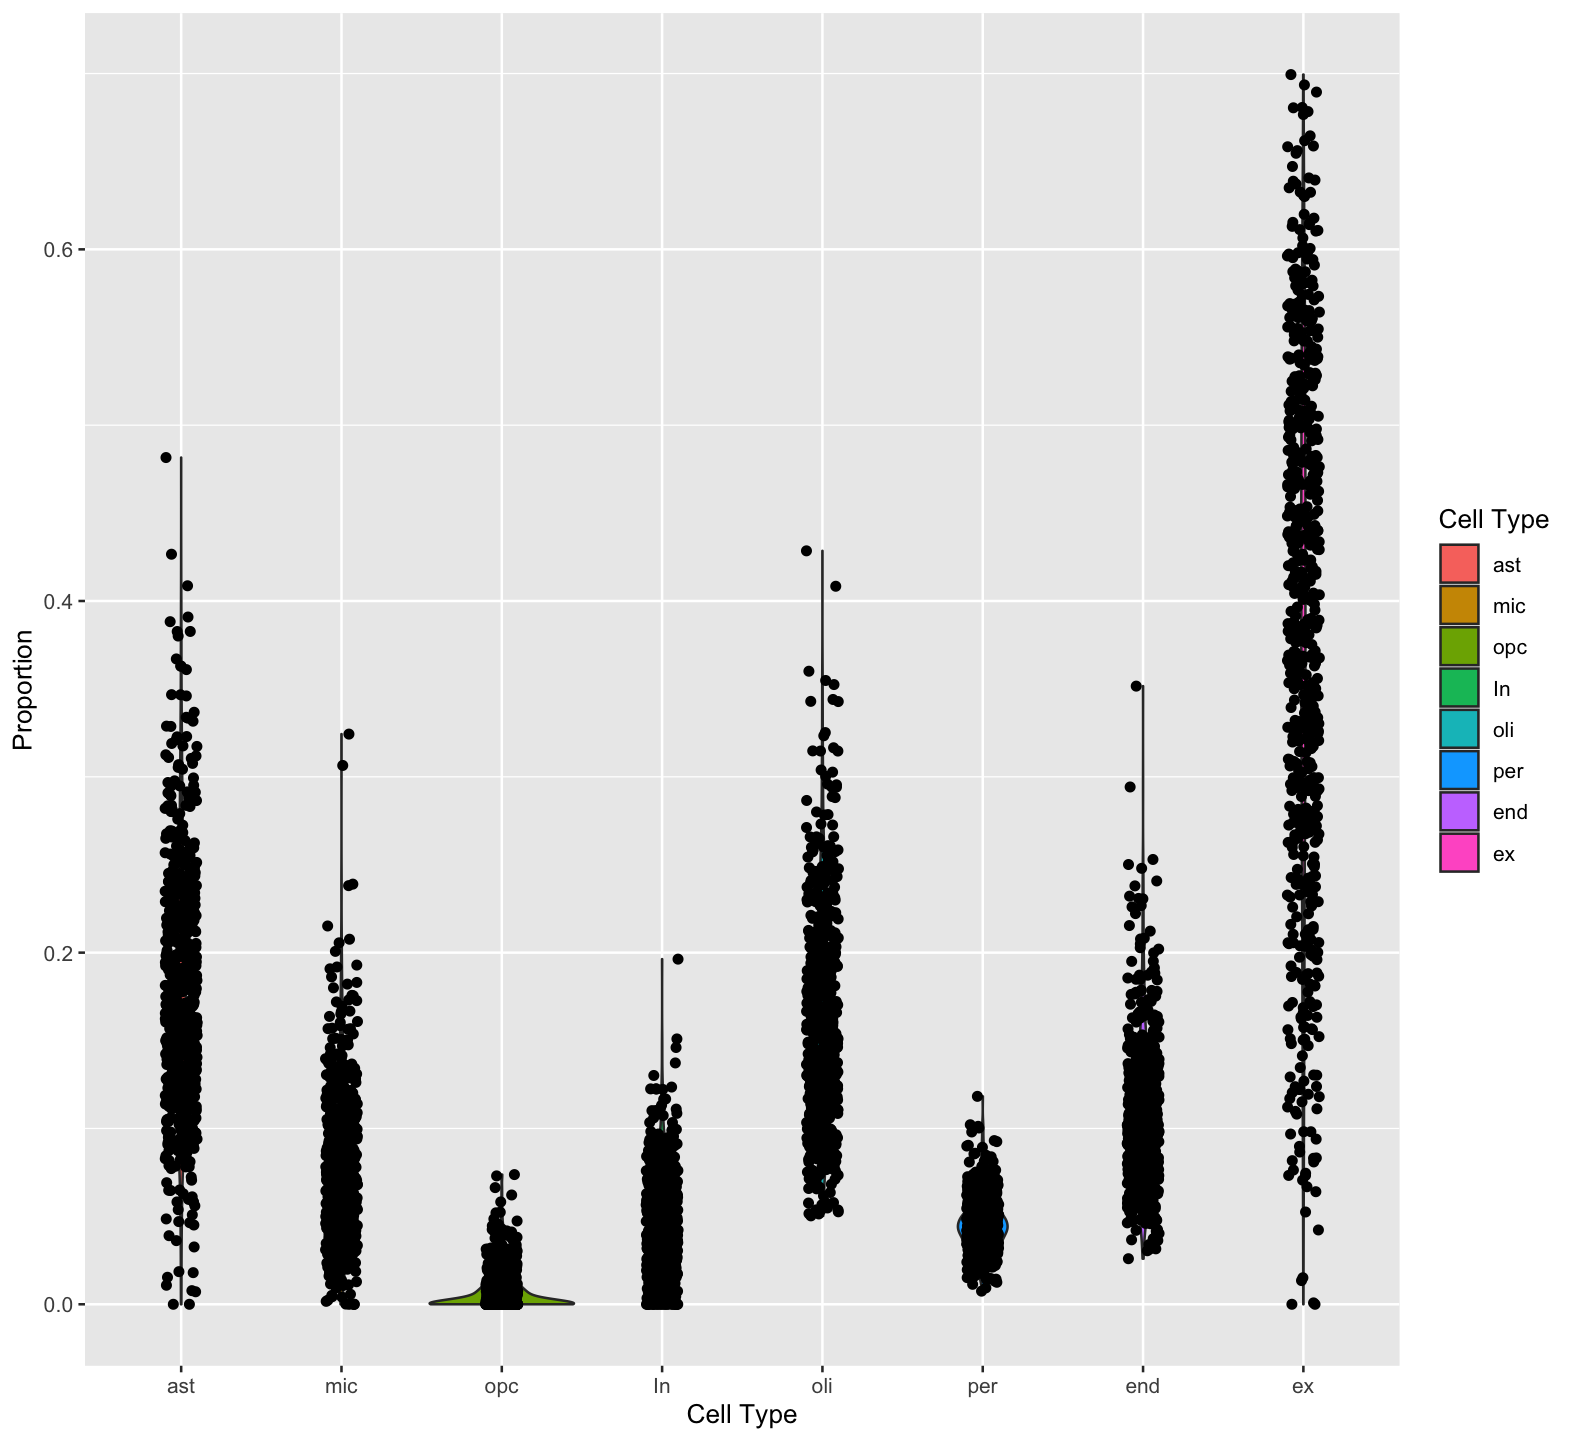 Proportion
0.6
0.4
0.2
0.0
ast mic opc In oli per end ex
Cell Type
Cell Type
ast
mic
opc
In
oli
per
end
ex